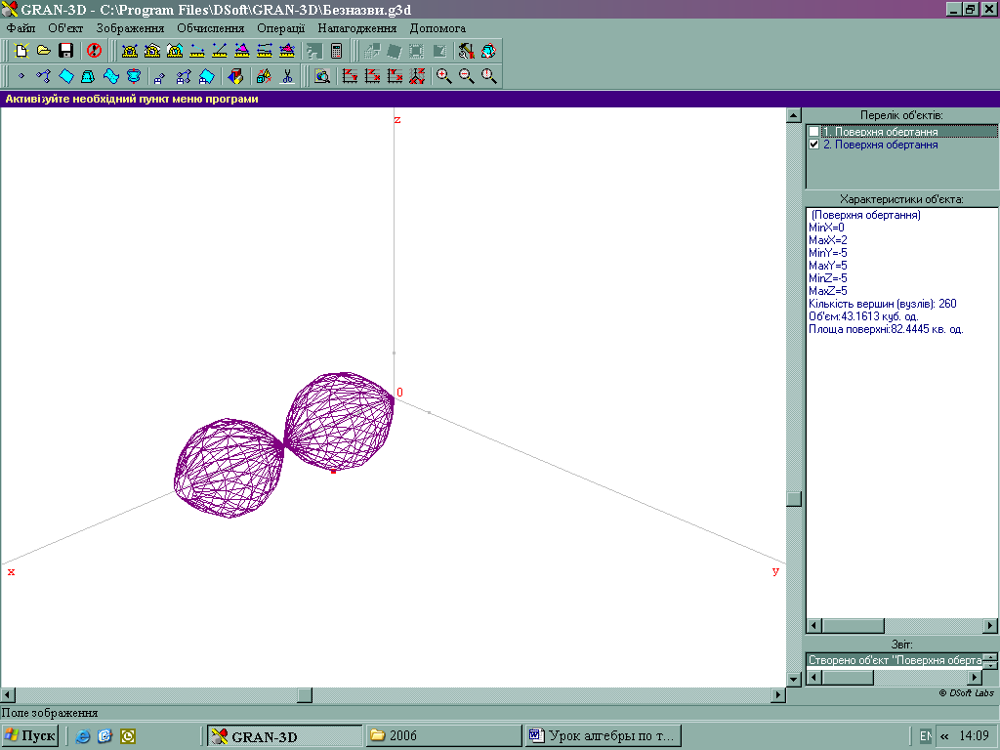 GRAN-3D - C:\Program Files\DSoft\GRAN-3D\Безназви.g3d
Файл Об'єкт Зображення Обчислення Операції Налагодження Допомога
Активізуйте необхідний пункт меню програми
z
0
x
y
Перелік об'єктів:
1. Поверхня обертання
2. Поверхня обертання
Характеристики об'єкта:
(Поверхня обертання)
MinX=0
MaxX=2
MinY=-5
MaxY=5
MinZ=-5
MaxZ=5
Кількість вершин (вузлів): 260
Об'єм:43.1613 куб. од.
Площа поверхні:82.4445 кв. од.
Звіт:
Створено об'єкт "Поверхня оберта
© DSoft Labs
Поле зображення
Пуск GRAN-3D 2006 Урок алгебры по т... EN « 14:09